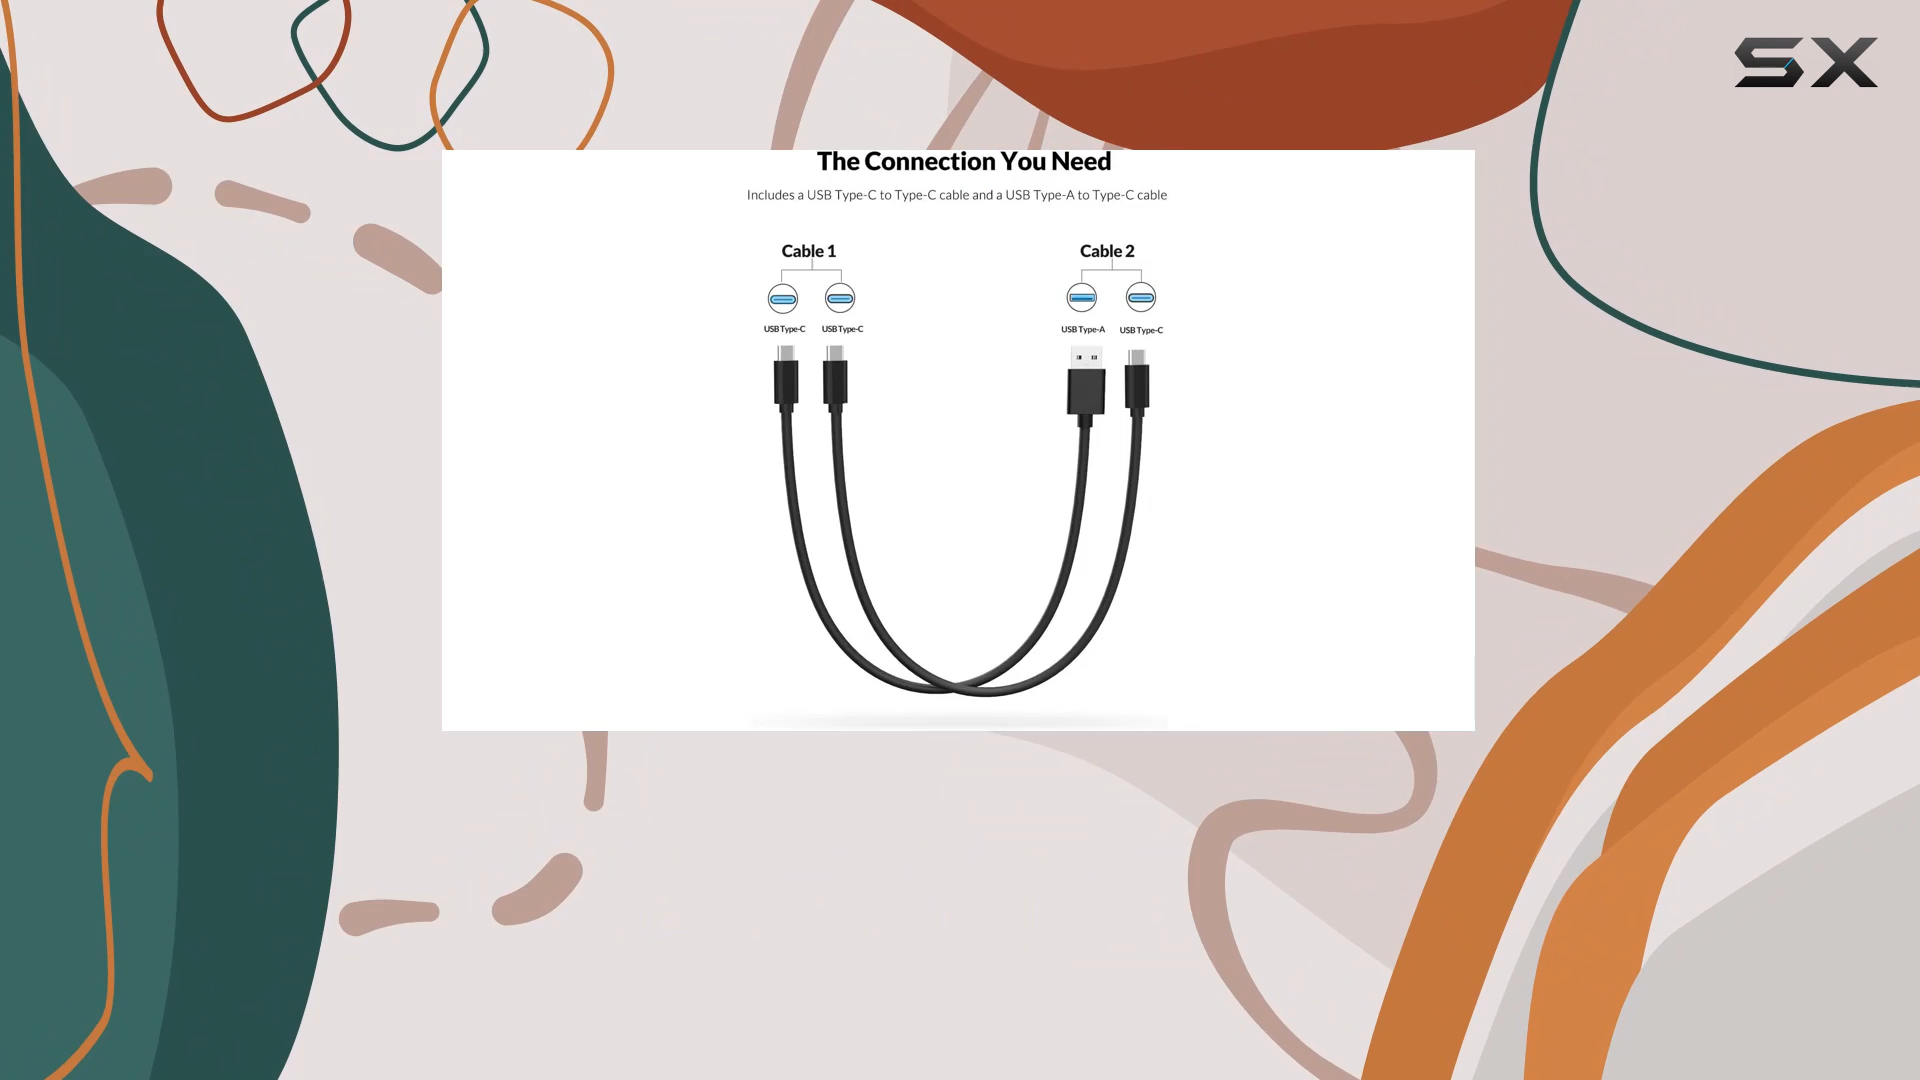 SX
The Connection You Need
Includes a USB Type-C to Type-C cable and a USB Type-A to Type-C cable
Cable 1
Cable 2
USB Type-C USB Type-C
USB Type-A USB Type-C